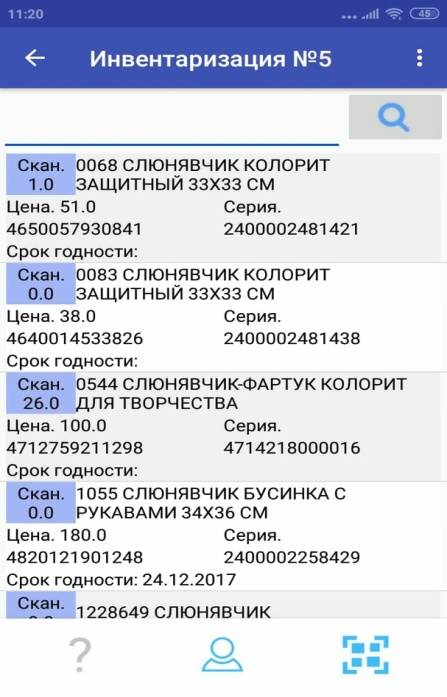 11:20
45
Инвентаризация №5
Скан. 0068 СЛЮНЯВЧИК КОЛОРИТ
1.0 ЗАЩИТНЫЙ 33Х33 СМ
Цена. 51.0 Серия.
4650057930841 2400002481421
Срок годности:
Скан. 0083 СЛЮНЯВЧИК КОЛОРИТ
0.0 ЗАЩИТНЫЙ 33Х33 СМ
Цена. 38.0 Серия.
4640014533826 2400002481438
Срок годности:
Скан. 0544 СЛЮНЯВЧИК-ФАРТУК КОЛОРИТ
26.0 ДЛЯ ТВОРЧЕСТВА
Цена. 100.0 Серия.
4712759211298 4714218000016
Срок годности:
Скан. 1055 СЛЮНЯВЧИК БУСИНКА С
0.0 РУКАВАМИ 34Х36 СМ
Цена. 180.0 Серия.
4820121901248 2400002258429
Срок годности: 24.12.2017
Скан.
1228649 СЛЮНЯВЧИК
?